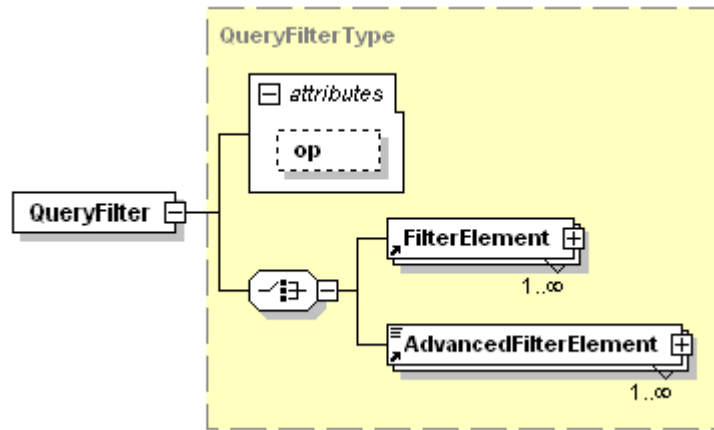 QueryFilterType
attributes
op
QueryFilter
FilterElement
1..∞
AdvancedFilterElement
1..∞